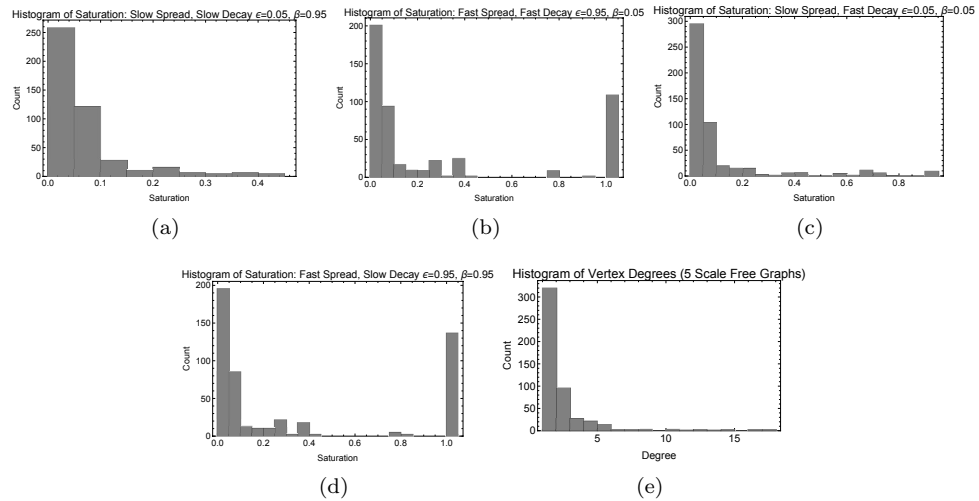 Histogram of Saturation: Slow Spread, Slow Decay ϵ=0.05, β=0.95
250
200
150
100
50
0
Count
0.0 0.1 0.2 0.3 0.4
Saturation
(a)
Histogram of Saturation: Fast Spread, Fast Decay ϵ=0.95, β=0.05
200
150
100
50
0
Count
0.0 0.2 0.4 0.6 0.8 1.0
Saturation
(b)
Histogram of Saturation: Slow Spread, Fast Decay ϵ=0.05, β=0.05
300
250
200
150
100
50
0
Count
0.0 0.2 0.4 0.6 0.8
Saturation
(c)
Histogram of Saturation: Fast Spread, Slow Decay ϵ=0.95, β=0.95
200
150
100
50
0
Count
0.0 0.2 0.4 0.6 0.8 1.0
Saturation
(d)
Histogram of Vertex Degrees (5 Scale Free Graphs)
300
250
200
150
100
50
0
Count
5 10 15
Degree
(e)